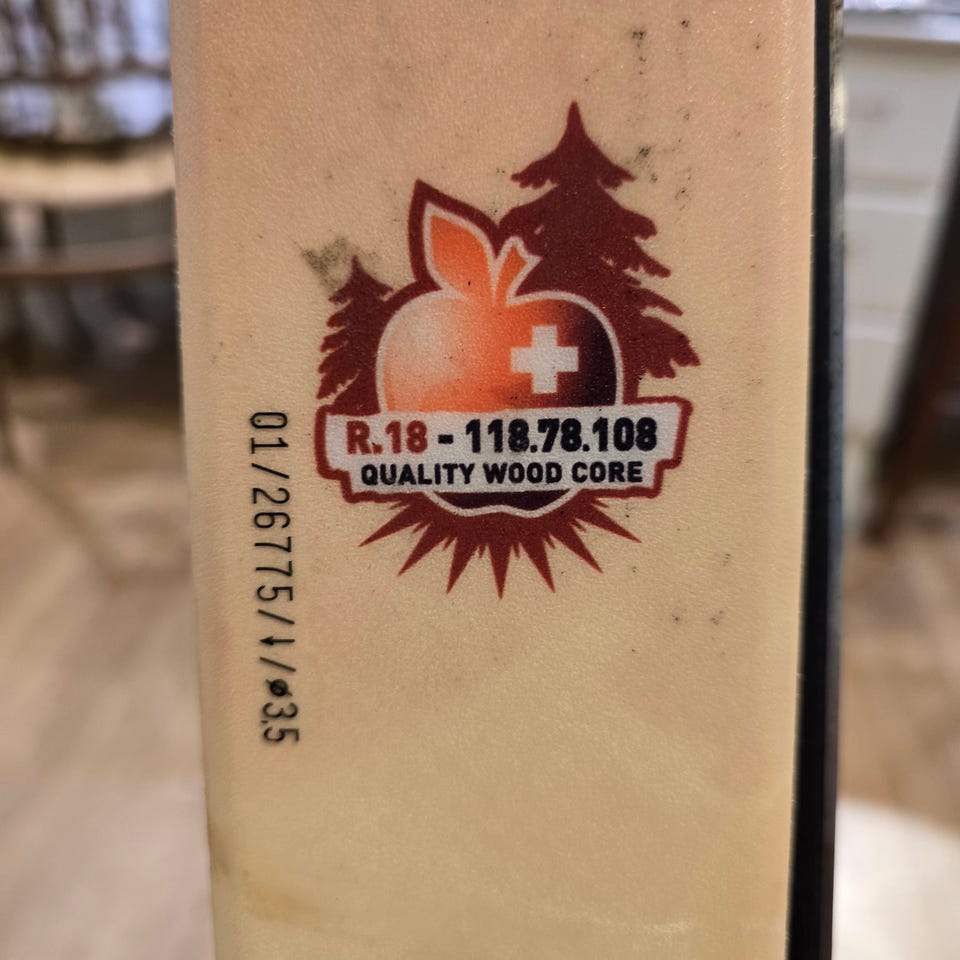 R.18 - 118.78.108
QUALITY WOOD CORE
01/26775/↓/ø3.5